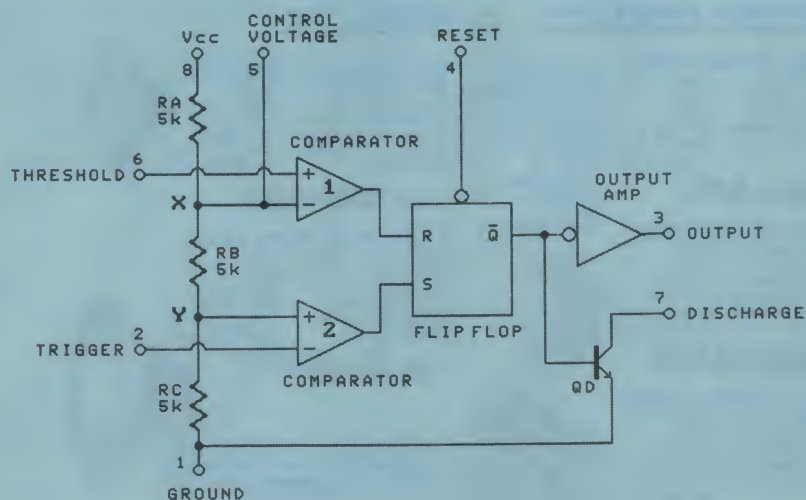 CONTROL
VOLTAGE
Vcc
RESET
8
5
4
RA
5k
COMPARATOR
6
THRESHOLD
+
1
-
X
OUTPUT
AMP
3
OUTPUT
R
Q̅
RB
5k
S
7
DISCHARGE
Y
+
2
-
2
TRIGGER
FLIP FLOP
COMPARATOR
QD
RC
5k
1
GROUND